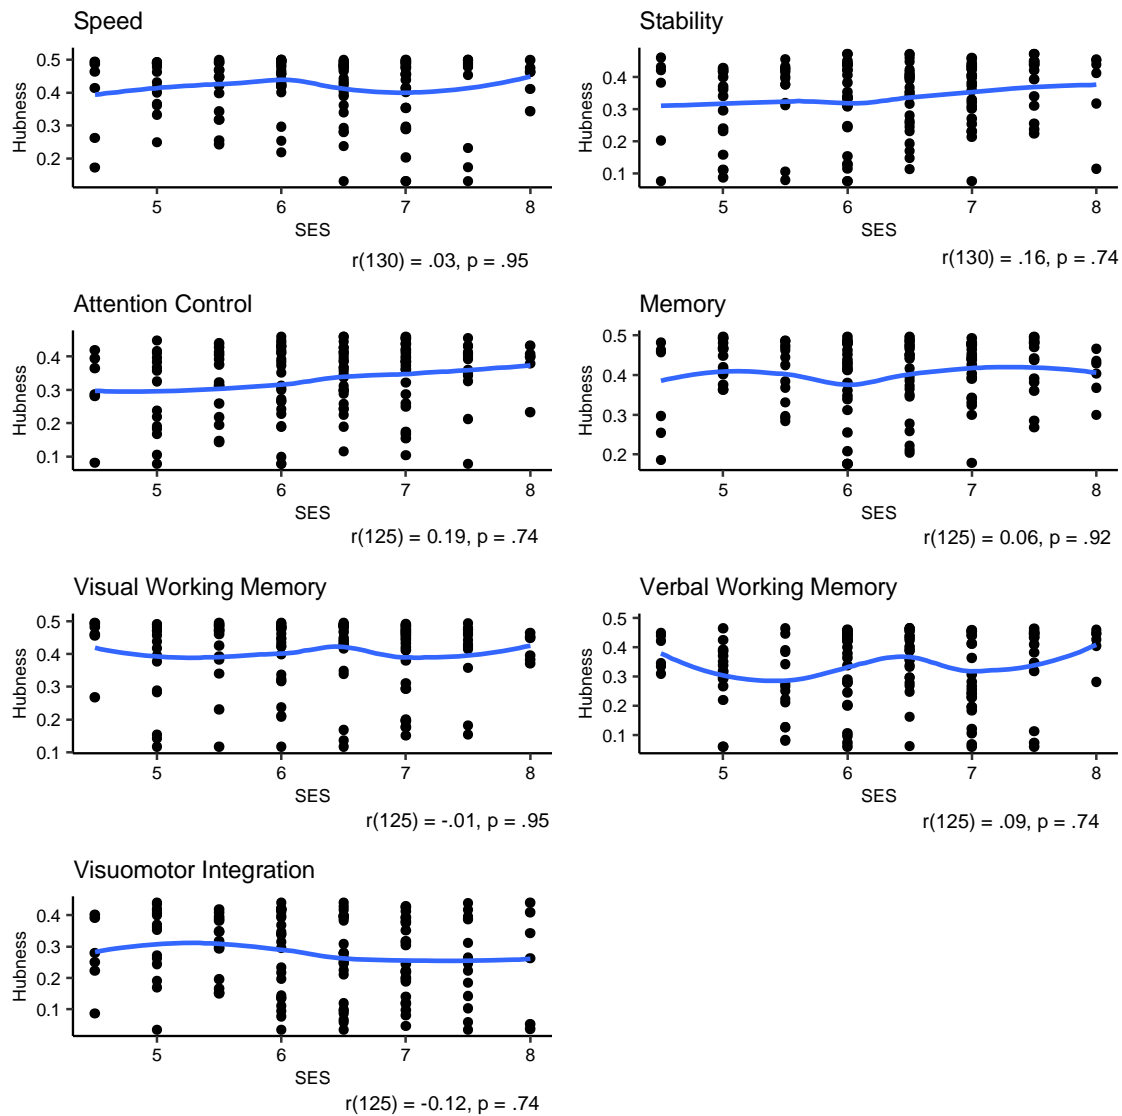 Speed
Hubness
0.5
0.4
0.3
0.2
5 6 7 8
SES
r(130) = .03, p = .95
Stability
Hubness
0.4
0.3
0.2
0.1
5 6 7 8
SES
r(130) = .16, p = .74
Attention Control
Hubness
0.4
0.3
0.2
0.1
5 6 7 8
SES
r(125) = 0.19, p = .74
Memory
Hubness
0.5
0.4
0.3
0.2
5 6 7 8
SES
r(125) = 0.06, p = .92
Visual Working Memory
Hubness
0.5
0.4
0.3
0.2
0.1
5 6 7 8
SES
r(125) = -.01, p = .95
Verbal Working Memory
Hubness
0.5
0.4
0.3
0.2
0.1
5 6 7 8
SES
r(125) = .09, p = .74
Visuomotor Integration
Hubness
0.4
0.3
0.2
0.1
5 6 7 8
SES
r(125) = -0.12, p = .74